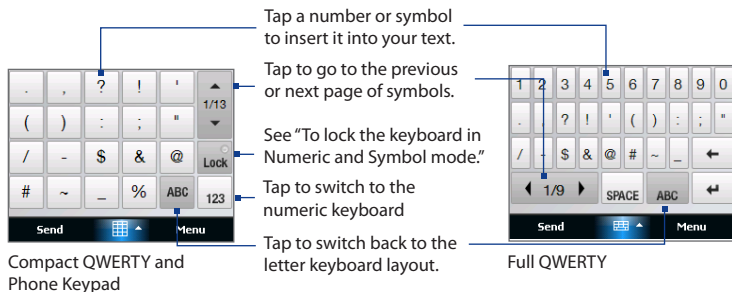 Tap a number or symbol
to insert it into your text.
Tap to go to the previous
or next page of symbols.
See "To lock the keyboard in
Numeric and Symbol mode."
Tap to switch to the
numeric keyboard
Tap to switch back to the
letter keyboard layout.
. , ? ! '
1/13
( ) : ; "
/ - $ & @ Lock
# ~ _ % ABC 123
Send Menu
Compact QWERTY and
Phone Keypad
1 2 3 4 5 6 7 8 9 0
. , ? ! ' ( ) : ; "
/ - $ & @ # ~ _
1/9 SPACE ABC
Send Menu
Full QWERTY